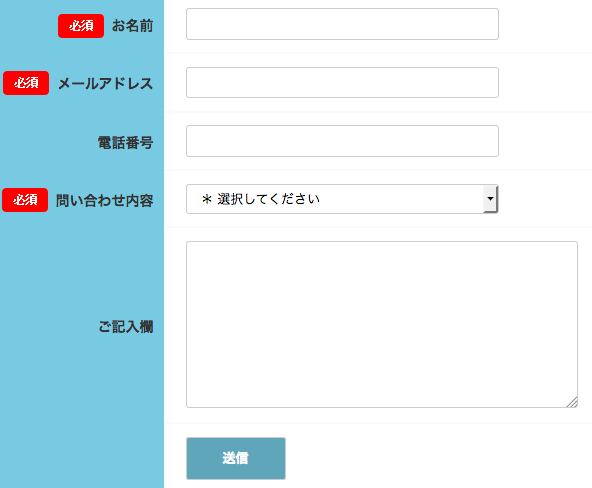 必須 お名前
必須 メールアドレス
電話番号
必須 問い合わせ内容
＊ 選択してください
ご記入欄
送信